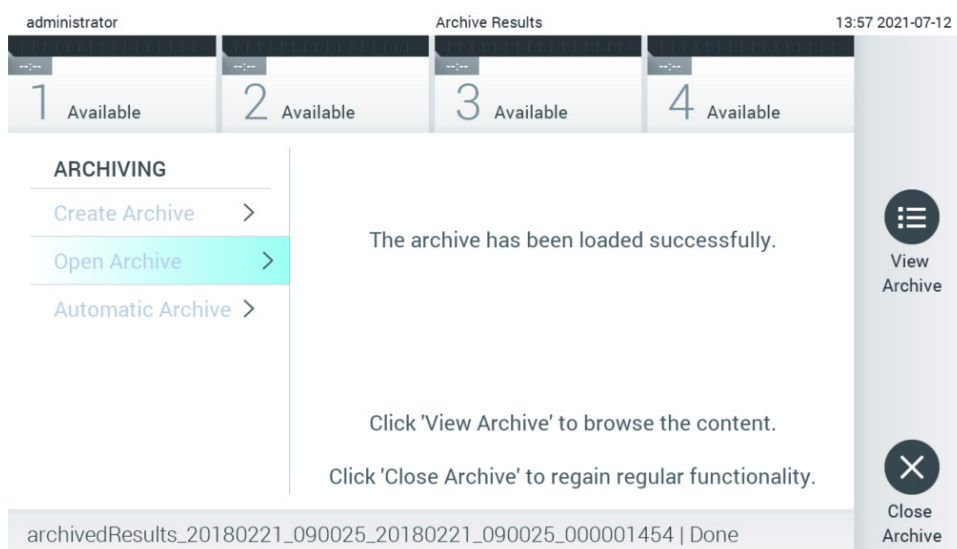 administrator Archive Results 13:57 2021-07-12
--:-- --:-- --:-- --:--
1 Available 2 Available 3 Available 4 Available
ARCHIVING
Create Archive
Open Archive
Automatic Archive
The archive has been loaded successfully.
Click 'View Archive' to browse the content.
Click 'Close Archive' to regain regular functionality.
View
Archive
Close
Archive
archivedResults_20180221_090025_20180221_090025_000001454 | Done